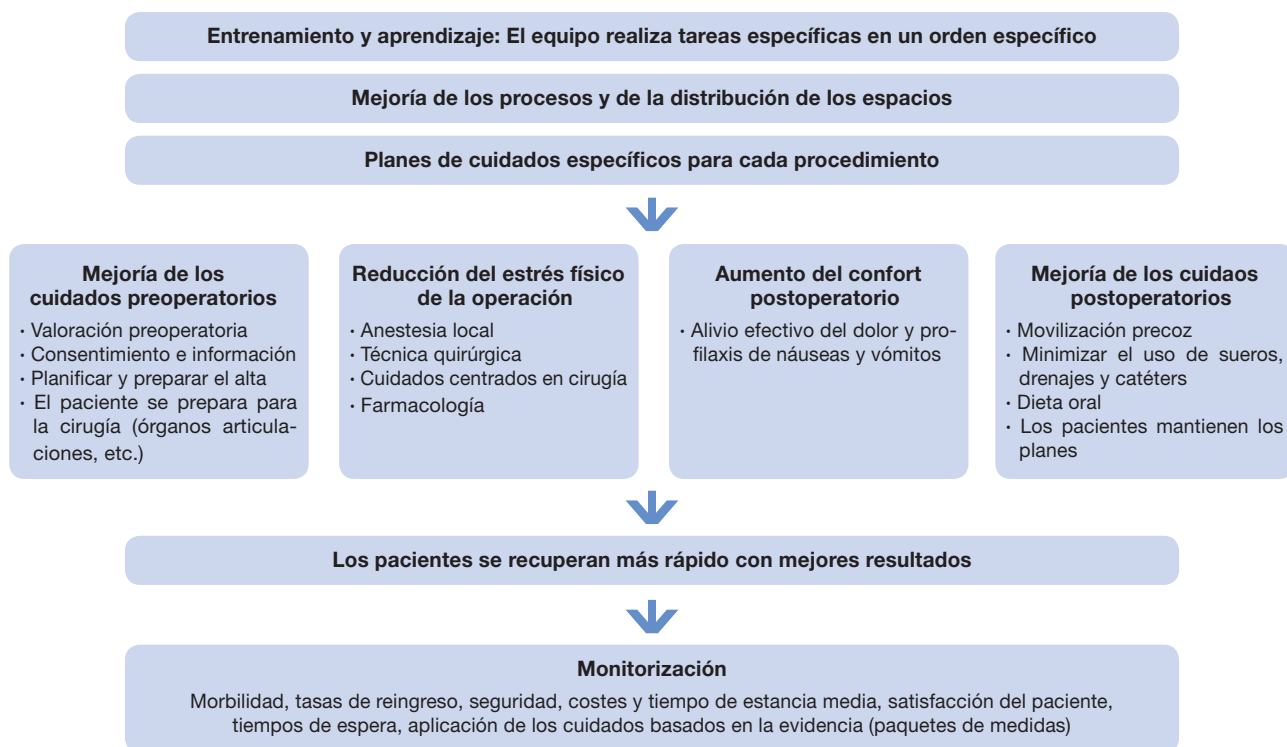 Entrenamiento y aprendizaje: El equipo realiza tareas específicas en un orden específico
Mejoría de los procesos y de la distribución de los espacios
Planes de cuidados específicos para cada procedimiento
Mejoría de los
cuidados preoperatorios
· Valoración preoperatoria
· Consentimiento e información
· Planificar y preparar el alta
· El paciente se prepara para
la cirugía (órganos articula-
ciones, etc.)
Reducción del estrés físico
de la operación
· Anestesia local
· Técnica quirúrgica
· Cuidados centrados en cirugía
· Farmacología
Aumento del confort
postoperatorio
· Alivio efectivo del dolor y pro-
filaxis de náuseas y vómitos
Mejoría de los cuidaos
postoperatorios
· Movilización precoz
· Minimizar el uso de sueros,
drenajes y catéters
· Dieta oral
· Los pacientes mantienen los
planes
Los pacientes se recuperan más rápido con mejores resultados
Monitorización
Morbilidad, tasas de reingreso, seguridad, costes y tiempo de estancia media, satisfacción del paciente,
tiempos de espera, aplicación de los cuidados basados en la evidencia (paquetes de medidas)